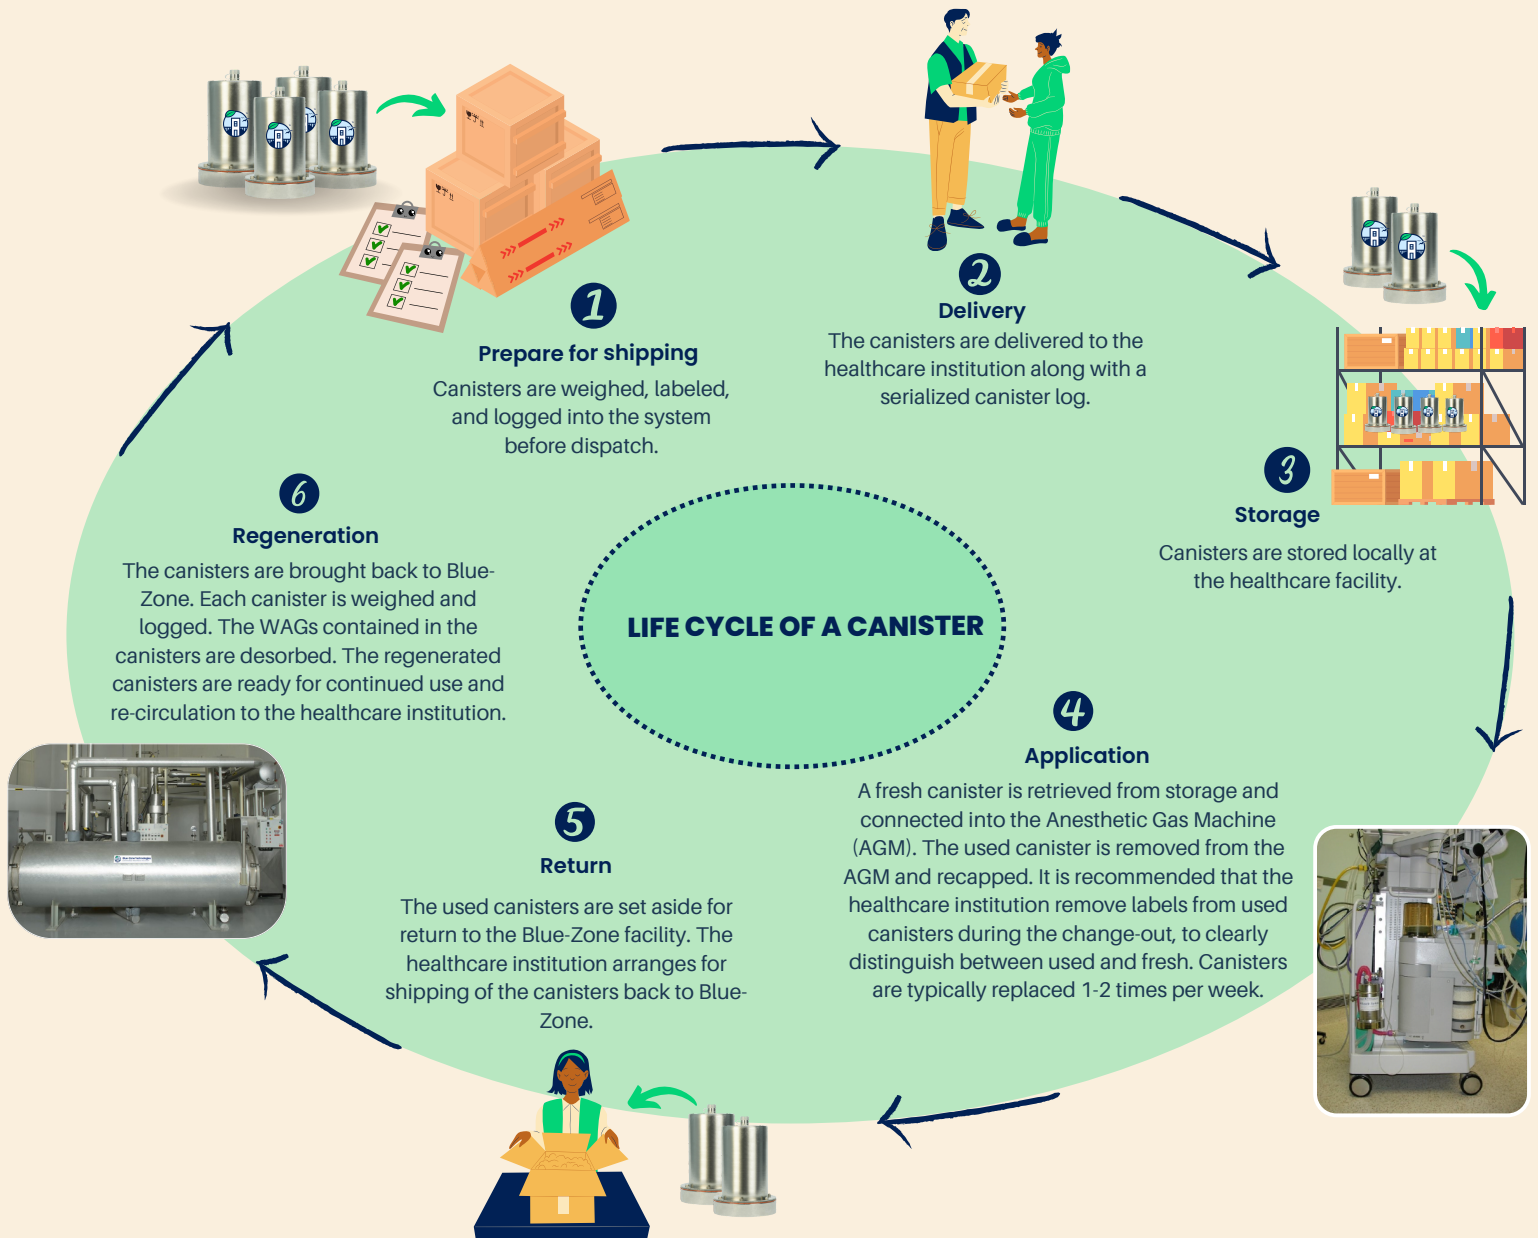 1
Prepare for shipping
Canisters are weighed, labeled,
and logged into the system
before dispatch.
2
Delivery
The canisters are delivered to the
healthcare institution along with a
serialized canister log.
3
Storage
Canisters are stored locally at
the healthcare facility.
LIFE CYCLE OF A CANISTER
4
Application
A fresh canister is retrieved from storage and
connected into the Anesthetic Gas Machine
(AGM). The used canister is removed from the
AGM and recapped. It is recommended that the
healthcare institution remove labels from used
canisters during the change-out, to clearly
distinguish between used and fresh. Canisters
are typically replaced 1-2 times per week.
5
Return
The used canisters are set aside for
return to the Blue-Zone facility. The
healthcare institution arranges for
shipping of the canisters back to Blue-
Zone.
6
Regeneration
The canisters are brought back to Blue-
Zone. Each canister is weighed and
logged. The WAGs contained in the
canisters are desorbed. The regenerated
canisters are ready for continued use and
re-circulation to the healthcare institution.